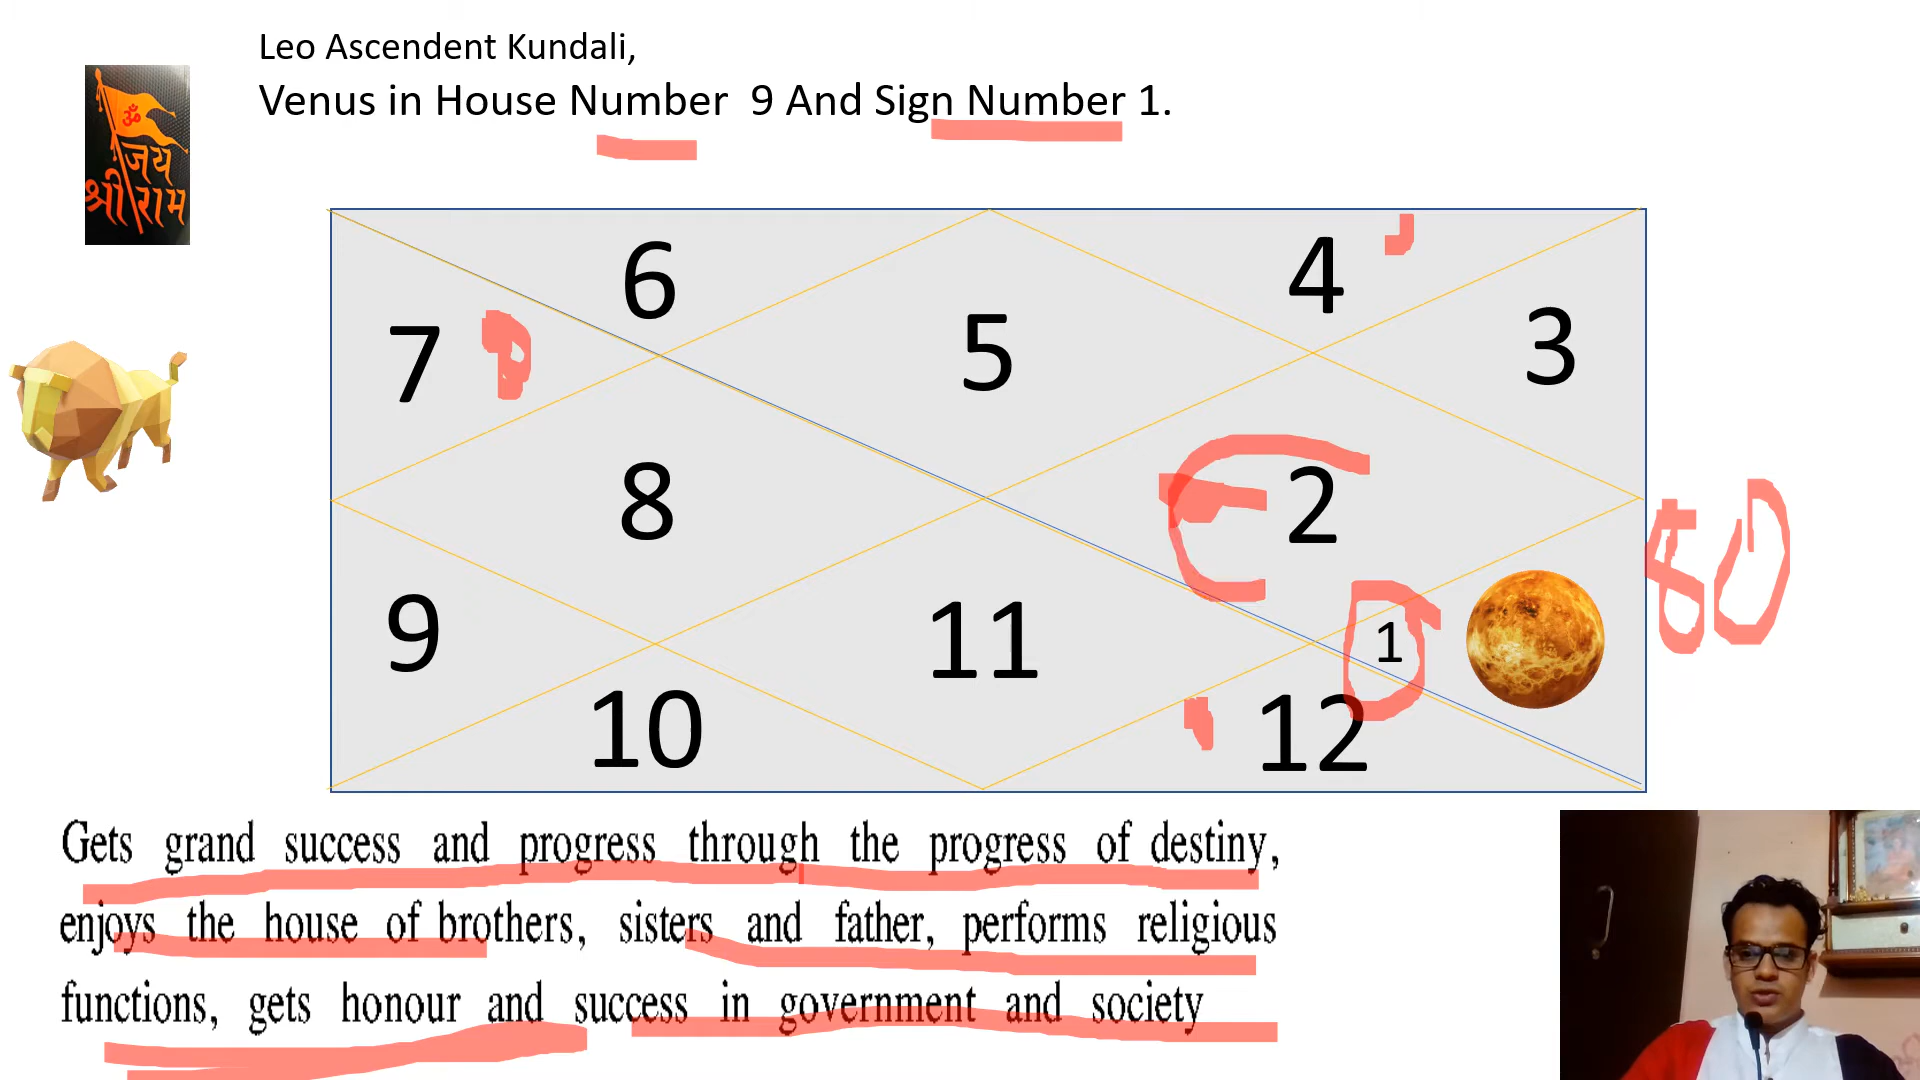 Leo Ascendent Kundali,
Venus in House Number 9 And Sign Number 1.
ॐ
जय
श्री राम
6
4
7
5
3
8
2
9
11
1
10
12
Gets grand success and progress through the progress of destiny,
enjoys the house of brothers, sisters and father, performs religious
functions, gets honour and success in government and society